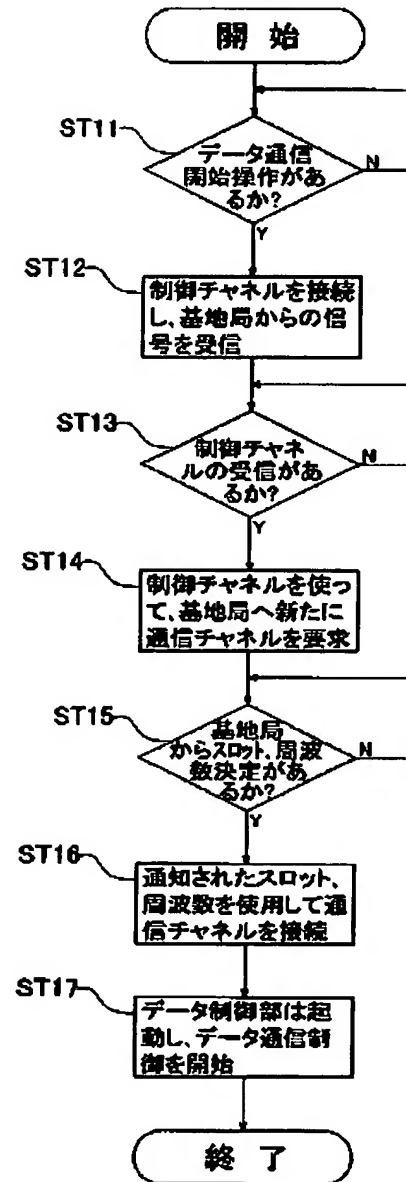 開始
ST11
データ通信
開始操作があ
るか?
N
Y
ST12
制御チャネルを接続
し、基地局からの信
号を受信
ST13
制御チャネ
ルの受信があ
るか?
N
Y
ST14
制御チャネルを使っ
て、基地局へ新たに
通信チャネルを要求
ST15
基地局
からスロット、周波
数決定があ
るか?
N
Y
ST16
通知されたスロット、
周波数を使用して通
信チャネルを接続
ST17
データ制御部は起
動し、データ通信制
御を開始
終了